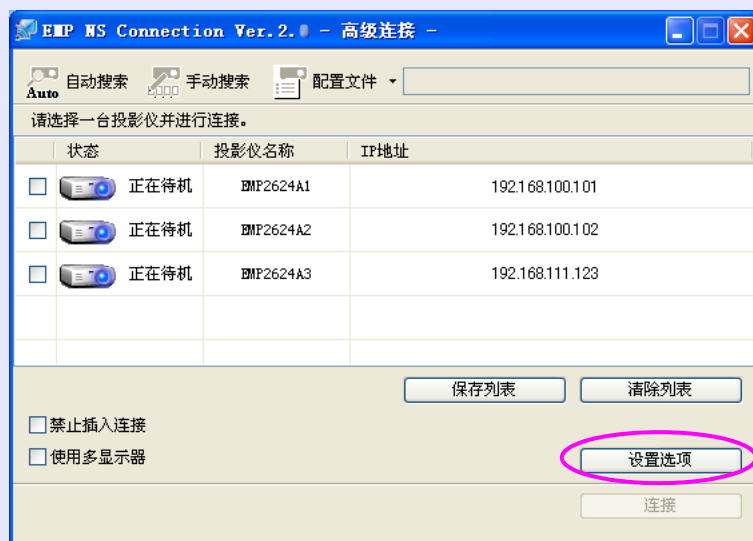 EMP NS Connection Ver.2. - 高级连接 -
Auto 自动搜索 手动搜索 配置文件
请选择一台投影仪并进行连接。
状态 投影仪名称 IP地址
正在待机 EMP2624A1 192.168.100.101
正在待机 EMP2624A2 192.168.100.102
正在待机 EMP2624A3 192.168.111.123
保存列表 清除列表
禁止插入连接
使用多显示器 设置选项
连接